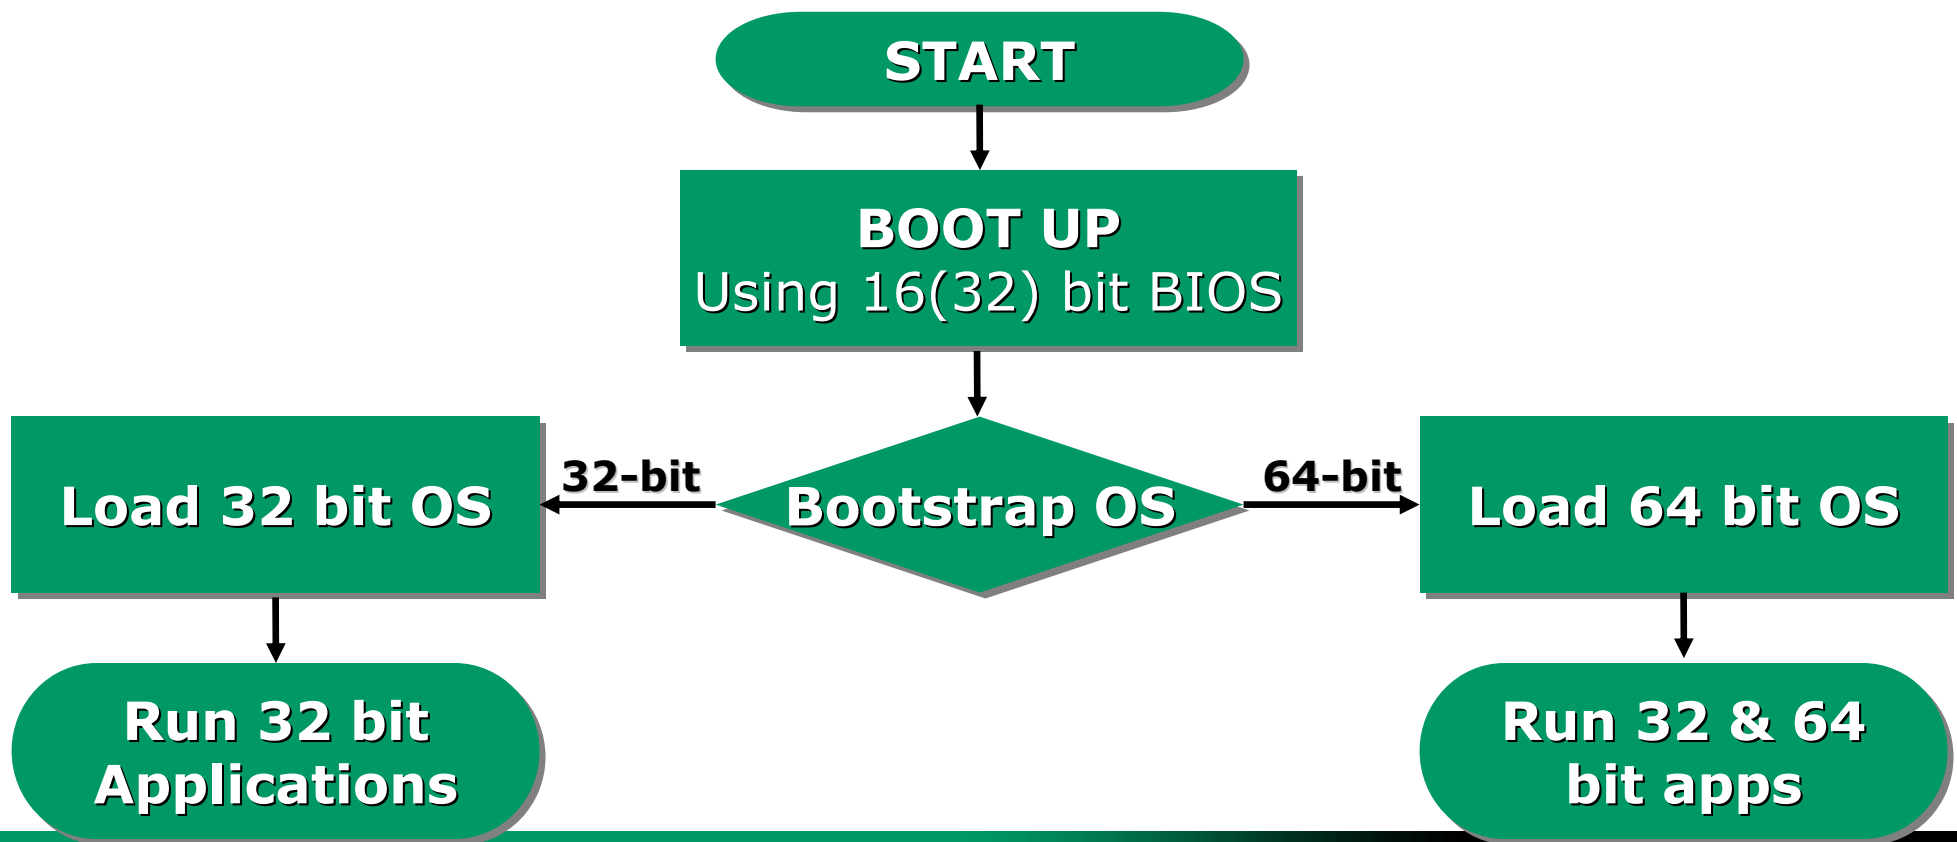 START
BOOT UP
Using 16(32) bit BIOS
32-bit
64-bit
Load 32 bit OS
Bootstrap OS
Load 64 bit OS
Run 32 bit
Applications
Run 32 & 64
bit apps